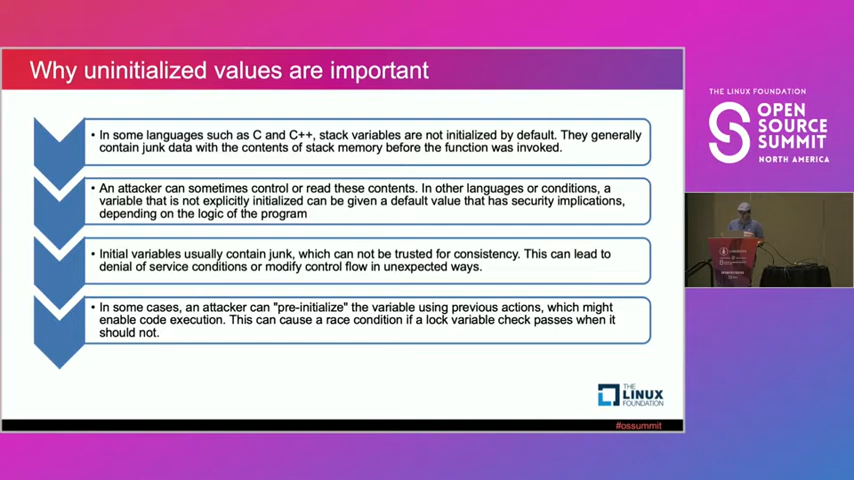 Why uninitialized values are important
• In some languages such as C and C++, stack variables are not initialized by default. They generally
contain junk data with the contents of stack memory before the function was invoked.
• An attacker can sometimes control or read these contents. In other languages or conditions, a
variable that is not explicitly initialized can be given a default value that has security implications,
depending on the logic of the program
• Initial variables usually contain junk, which can not be trusted for consistency. This can lead to
denial of service conditions or modify control flow in unexpected ways.
• In some cases, an attacker can "pre-initialize" the variable using previous actions, which might
enable code execution. This can cause a race condition if a lock variable check passes when it
should not.
THE
LINUX
FOUNDATION
#ossummit
THE LINUX FOUNDATION
OPEN
SOURCE
SUMMIT
NORTH AMERICA